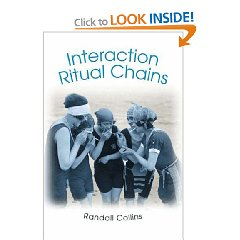 Click to LOOK INSIDE!
Interaction
Ritual Chains
Randall Collins